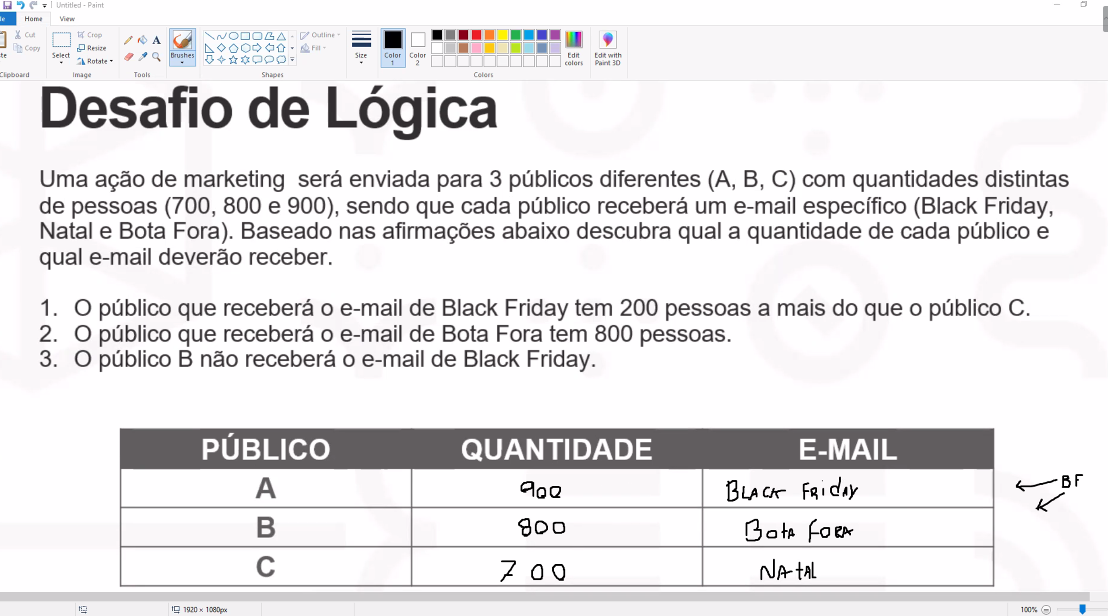 Untitled - Paint
Home View
Cut
Copy
Clipboard
Select
Crop
Resize
Rotate
Image
A
Tools
Brushes
Outline
Fill
Shapes
Size
Color 1
Color 2
Colors
Edit colors
Edit with Paint 3D
Desafio de Lógica
Uma ação de marketing será enviada para 3 públicos diferentes (A, B, C) com quantidades distintas
de pessoas (700, 800 e 900), sendo que cada público receberá um e-mail específico (Black Friday,
Natal e Bota Fora). Baseado nas afirmações abaixo descubra qual a quantidade de cada público e
qual e-mail deverão receber.
1. O público que receberá o e-mail de Black Friday tem 200 pessoas a mais do que o público C.
2. O público que receberá o e-mail de Bota Fora tem 800 pessoas.
3. O público B não receberá o e-mail de Black Friday.
PÚBLICO QUANTIDADE E-MAIL
A 900 BLACK FRIDAY BF
B 800 BOTA FORA
C 700 NATAL
1920 × 1080px
100%